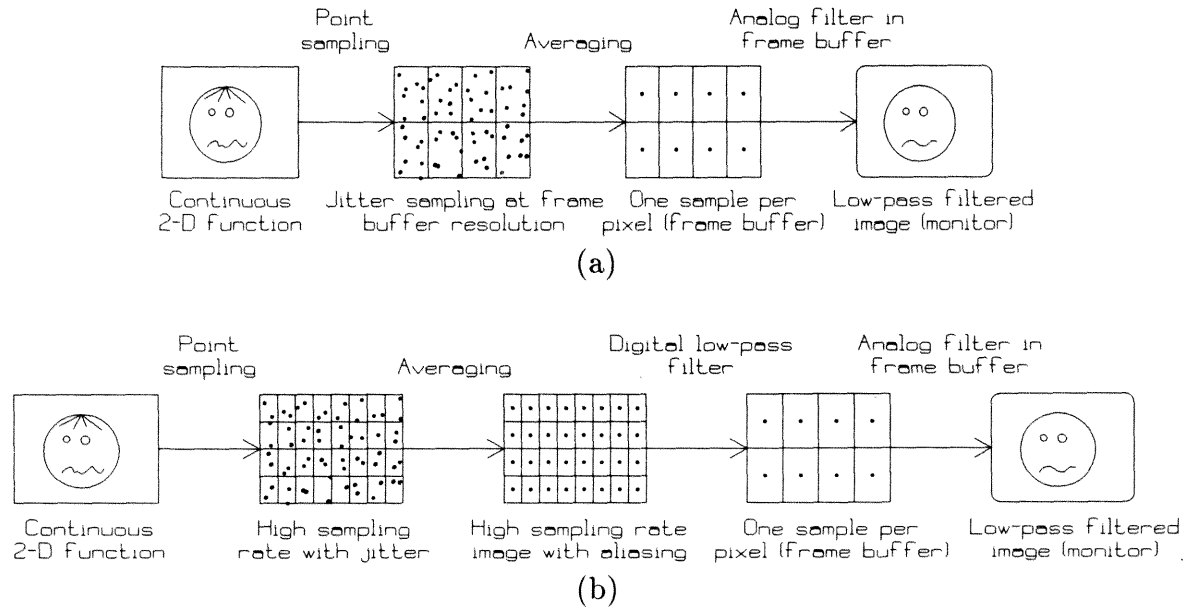 Point
sampling
Averaging
Analog filter in
frame buffer
Continuous
2-D function
Jitter sampling at frame
buffer resolution
One sample per
pixel (frame buffer)
Low-pass filtered
image (monitor)
(a)
Point
sampling
Averaging
Digital low-pass
filter
Analog filter in
frame buffer
Continuous
2-D function
High sampling
rate with jitter
High sampling rate
image with aliasing
One sample per
pixel (frame buffer)
Low-pass filtered
image (monitor)
(b)